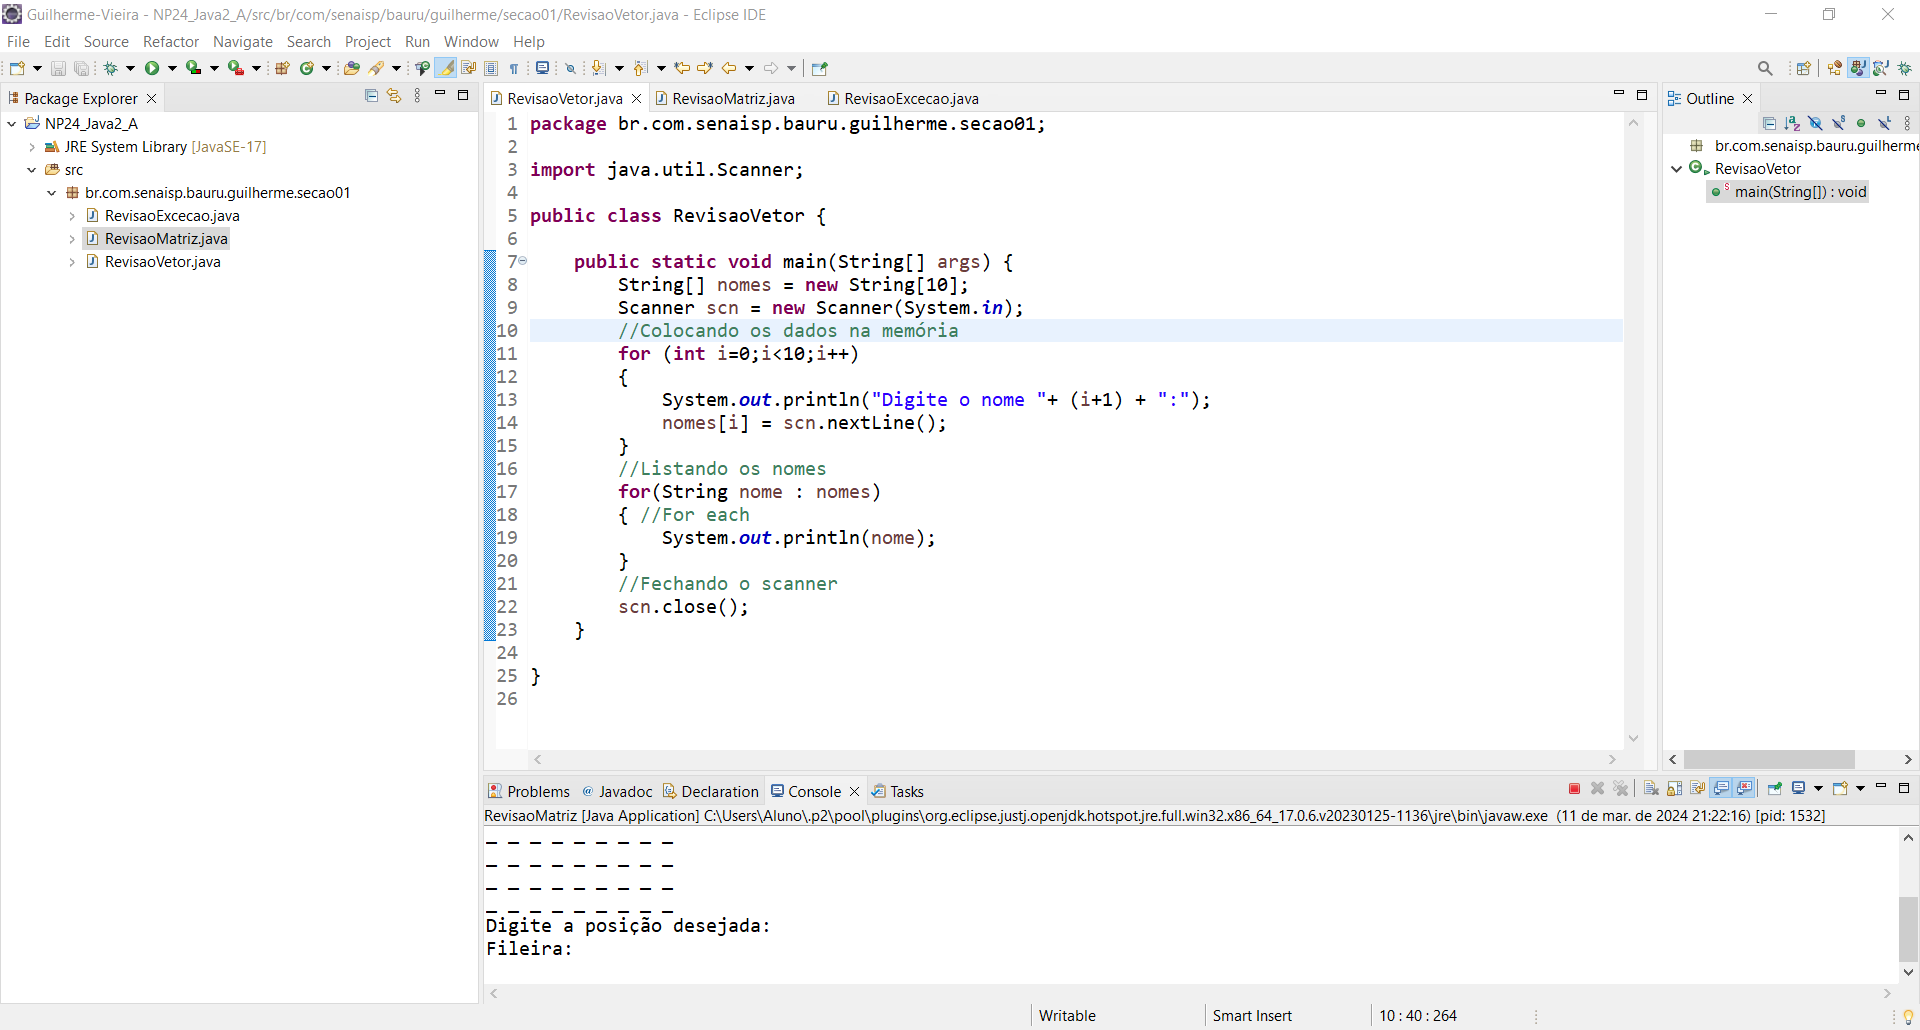 Guilherme-Vieira - NP24_Java2_A/src/br/com/senaisp/bauru/guilherme/secao01/RevisaoVetor.java - Eclipse IDE
File Edit Source Refactor Navigate Search Project Run Window Help
Package Explorer
NP24_Java2_A
JRE System Library [JavaSE-17]
src
br.com.senaisp.bauru.guilherme.secao01
RevisaoExcecao.java
RevisaoMatriz.java
RevisaoVetor.java
RevisaoVetor.java RevisaoMatriz.java RevisaoExcecao.java
1 package br.com.senaisp.bauru.guilherme.secao01;
2
3 import java.util.Scanner;
4
5 public class RevisaoVetor {
6
7 public static void main(String[] args) {
8 String[] nomes = new String[10];
9 Scanner scn = new Scanner(System.in);
10 //Colocando os dados na memória
11 for (int i=0;i<10;i++)
12 {
13 System.out.println("Digite o nome "+ (i+1) + ":");
14 nomes[i] = scn.nextLine();
15 }
16 //Listando os nomes
17 for(String nome : nomes)
18 { //For each
19 System.out.println(nome);
20 }
21 //Fechando o scanner
22 scn.close();
23 }
24
25 }
26
Outline
br.com.senaisp.bauru.guilherme
RevisaoVetor
main(String[]) : void
Problems @ Javadoc Declaration Console Tasks
RevisaoMatriz [Java Application] C:\Users\Aluno\.p2\pool\plugins\org.eclipse.justj.openjdk.hotspot.jre.full.win32.x86_64_17.0.6.v20230125-1136\jre\bin\javaw.exe (11 de mar. de 2024 21:22:16) [pid: 1532]
_ _ _ _ _ _ _ _ _
_ _ _ _ _ _ _ _ _
_ _ _ _ _ _ _ _ _
_ _ _ _ _ _ _ _ _
Digite a posição desejada:
Fileira:
Writable Smart Insert 10 : 40 : 264